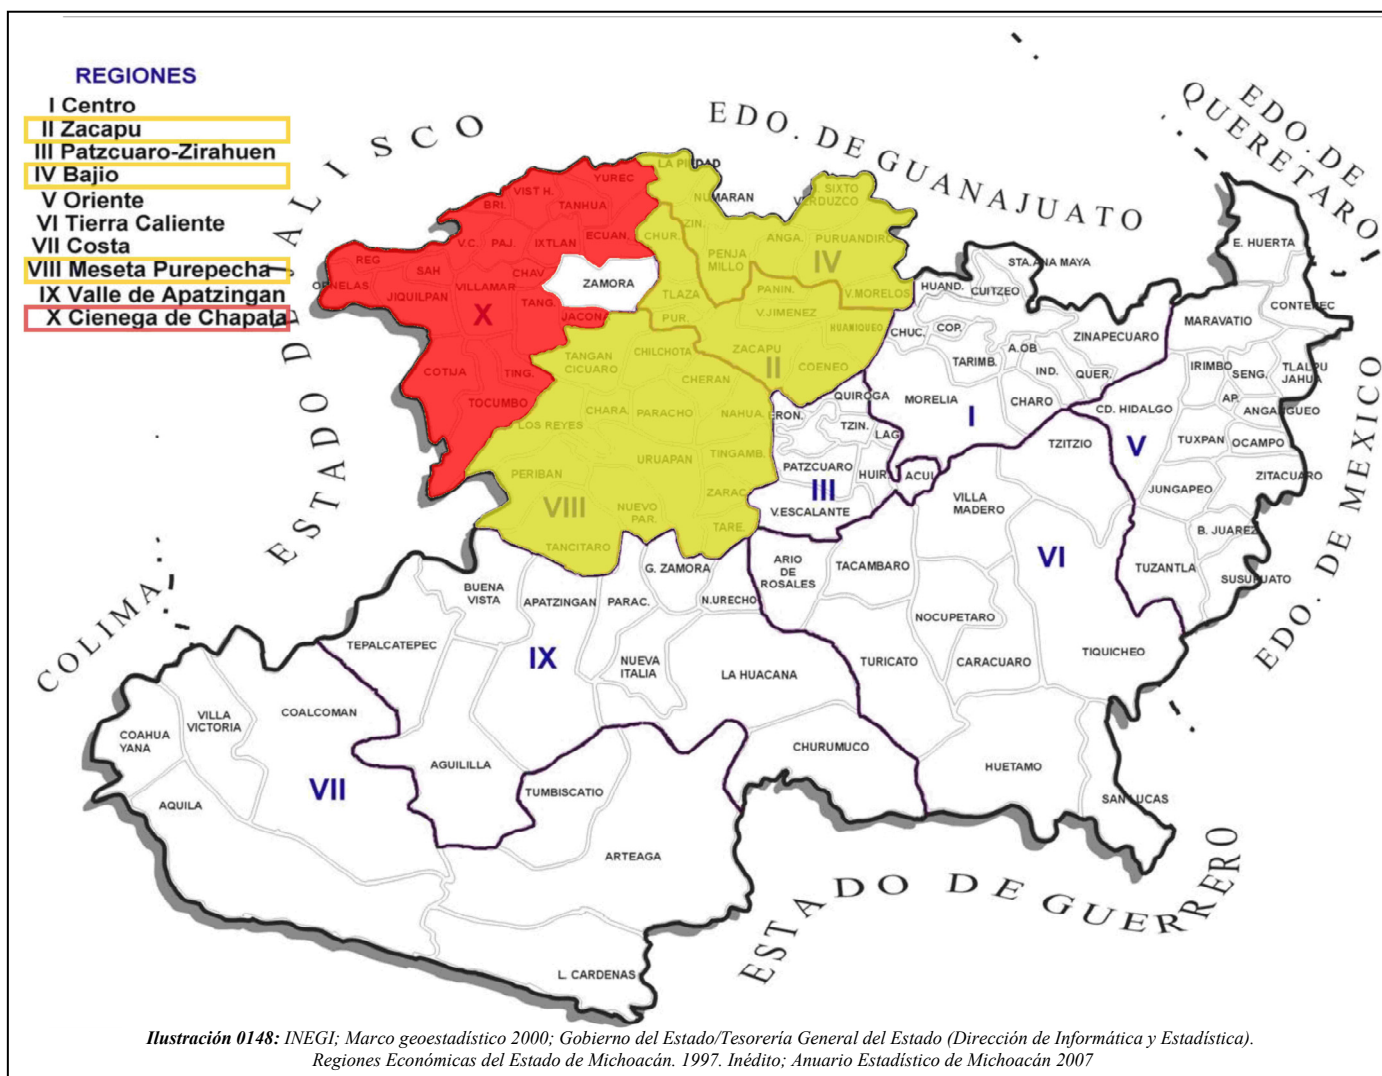 REGIONES
I Centro
II Zacapu
III Patzcuaro-Zirahuen
IV Bajio
V Oriente
VI Tierra Caliente
VII Costa
VIII Meseta Purepecha
IX Valle de Apatzingan
X Cienega de Chapala
ESTADO DE JALISCO
EDO. DE GUANAJUATO
EDO. DE
QUERETARO
EDO. DE MEXICO
ESTADO DE GUERRERO
COLIMA
LA PIEDAD
YUREC
VIST H.
BRI.
TANHUA
NUMARAN
SIXTO
VERDUZCO
ECUAN.
IXTLAN
PAJ.
V.C.
CHUR.
ZIN.
ANGA.
PURUANDIRO
PENJA
MILLO
IV
REG
ORNELAS
SAH
CHAV
VILLAMAR
JIQUILPAN
X
TANG.
JACONA
ZAMORA
TLAZA
PANIN.
V.MORELOS
PUR.
V.JIMENEZ
HUANIQUEO
ZACAPU
II
COENEO
COTIJA
TING.
TOCUMBO
TANGAN
CICUARO
CHILCHOTA
CHERAN
CHARA.
PARACHO
NAHUA.
LOS REYES
URUAPAN
TINGAMB.
PERIBAN
VIII
NUEVO
PAR.
ZARAC
TARE.
TANCITARO
STA.ANA MAYA
HUAND.
CUITZEO
CHUC.
COP.
A.OB
ZINAPECUARO
TARIMB.
IND.
QUER.
MORELIA
I
CHARO
E. HUERTA
CONTEPEC
MARAVATIO
IRIMBO
SENG.
TLALPU
JAHUA
AP.
ANGANGUEO
CD. HIDALGO
V
TUXPAN
OCAMPO
ZITACUARO
JUNGAPEO
B. JUAREZ
TUZANTLA
SUSUPUATO
ERON.
QUIROGA
TZIN.
LAG.
PATZCUARO
HUIR.
ACUI.
III
V.ESCALANTE
TZITZIO
VILLA
MADERO
VI
ARIO
DE
ROSALES
TACAMBARO
NOCUPETARO
TURICATO
CARACUARO
TIQUICHEO
HUETAMO
SAN LUCAS
BUENA
VISTA
APATZINGAN
PARAC.
G. ZAMORA
N.URECHO
TEPALCATEPEC
IX
NUEVA
ITALIA
LA HUACANA
CHURUMUCO
AGUILILLA
TUMBISCATIO
COALCOMAN
VILLA
VICTORIA
COAHUA
YANA
AQUILA
VII
ARTEAGA
L. CARDENAS
Ilustración 0148: INEGI; Marco geoestadístico 2000; Gobierno del Estado/Tesorería General del Estado (Dirección de Informática y Estadística).
Regiones Económicas del Estado de Michoacán. 1997. Inédito; Anuario Estadístico de Michoacán 2007